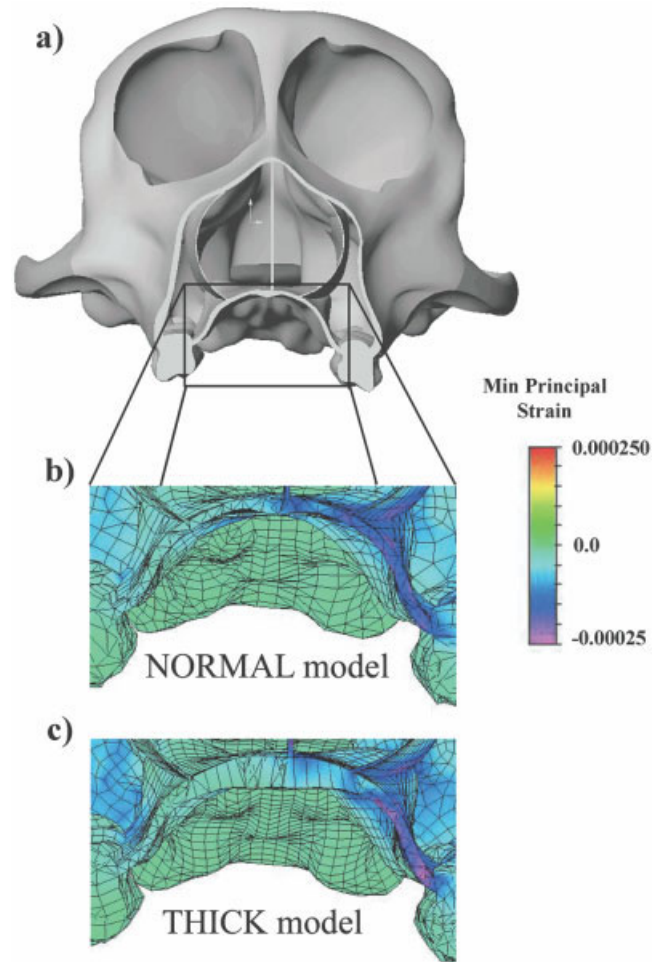 a)
Min Principal
Strain
0.000250
0.0
-0.00025
b)
NORMAL model
c)
THICK model